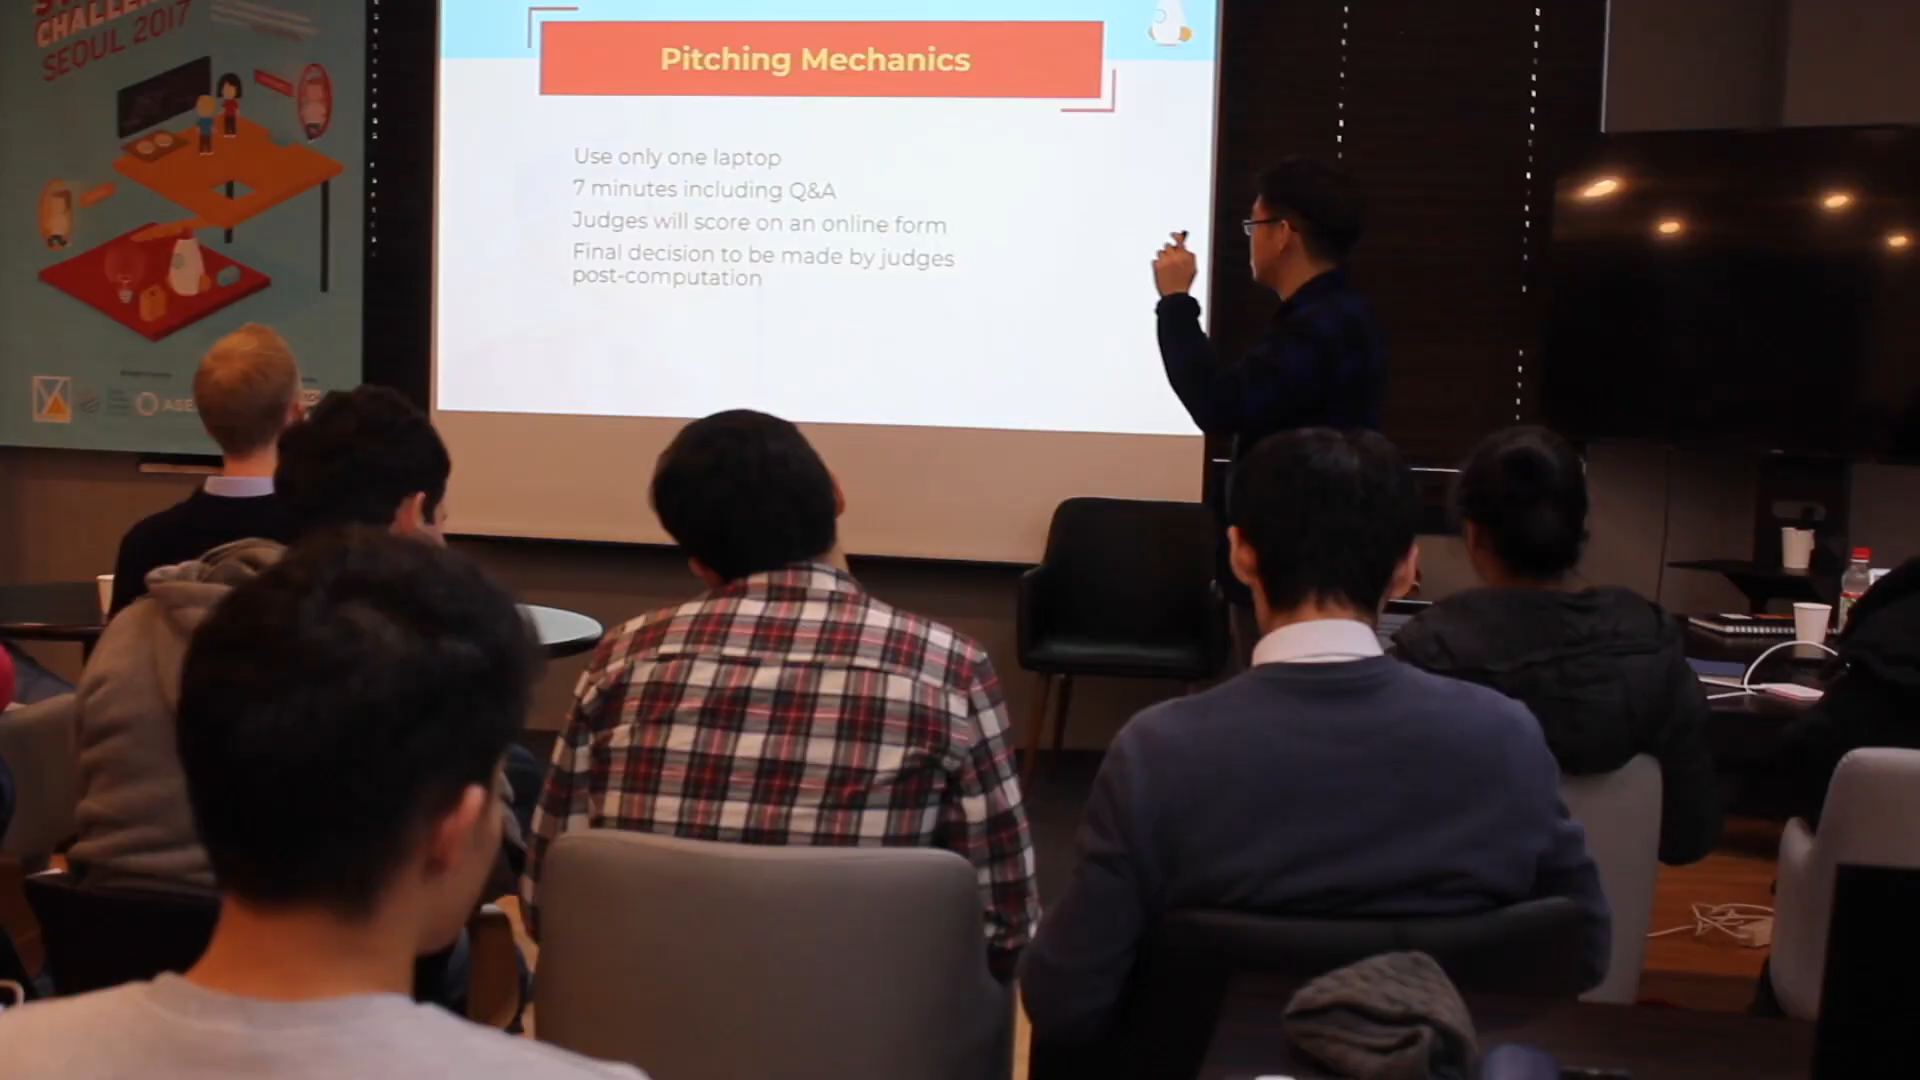 CHALLE
SEOUL 2017
Pitching Mechanics
Use only one laptop
7 minutes including Q&A
Judges will score on an online form
Final decision to be made by judges
post-computation